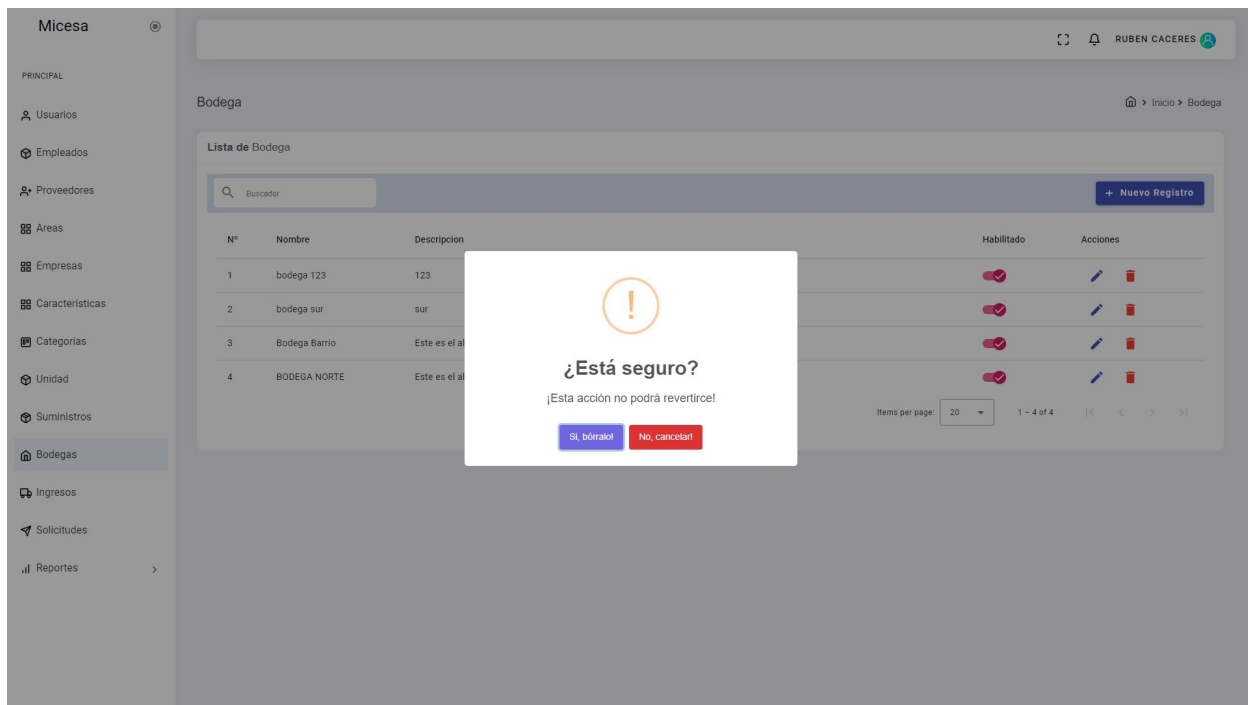 Micesa
RUBEN CACERES
PRINCIPAL
Usuarios
Empleados
Proveedores
Areas
Empresas
Caracteristicas
Categorias
Unidad
Suministros
Bodegas
Ingresos
Solicitudes
Reportes
Bodega
Inicio > Bodega
Lista de Bodega
Buscador
+ Nuevo Registro
Nº Nombre Descripcion Habilitado Acciones
1 bodega 123 123
2 bodega sur sur
3 Bodega Barrio Este es el al
4 BODEGA NORTE Este es el al
Items per page: 20 1 – 4 of 4
!
¿Está seguro?
¡Esta acción no podrá revertirce!
Si, bórralo! No, cancelar!